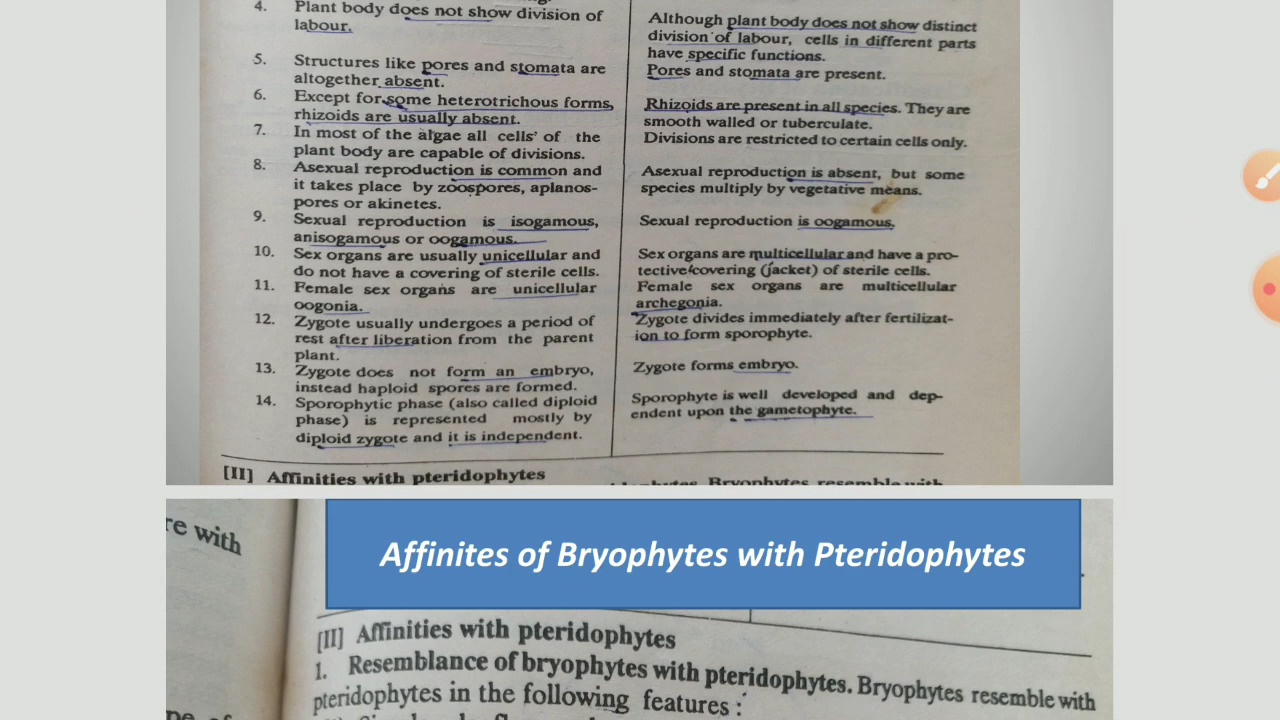 4. Plant body does not show division of
labour.
5. Structures like pores and stomata are
altogether absent.
6. Except for some heterotrichous forms,
rhizoids are usually absent.
7. In most of the algae all cells' of the
plant body are capable of divisions.
8. Asexual reproduction is common and
it takes place by zoospores, aplanos-
pores or akinetes.
9. Sexual reproduction is isogamous,
anisogamous or oogamous.
10. Sex organs are usually unicellular and
do not have a covering of sterile cells.
11. Female sex organs are unicellular
oogonia.
12. Zygote usually undergoes a period of
rest after liberation from the parent
plant.
13. Zygote does not form an embryo,
instead haploid spores are formed.
14. Sporophytic phase (also called diploid
phase) is represented mostly by
diploid zygote and it is independent.
Although plant body does not show distinct
division of labour, cells in different parts
have specific functions.
Pores and stomata are present.
Rhizoids are present in all species. They are
smooth walled or tuberculate.
Divisions are restricted to certain cells only.
Asexual reproduction is absent, but some
species multiply by vegetative means.
Sexual reproduction is oogamous.
Sex organs are multicellular and have a pro-
tective covering (jacket) of sterile cells.
Female sex organs are multicellular
archegonia.
Zygote divides immediately after fertilizat-
ion to form sporophyte.
Zygote forms embryo.
Sporophyte is well developed and dep-
endent upon the gametophyte.
[II] Affinities with pteridophytes
Bryophytes resemble with
re with
Affinites of Bryophytes with Pteridophytes
[II] Affinities with pteridophytes
1. Resemblance of bryophytes with pteridophytes. Bryophytes resemble with
pteridophytes in the following features :